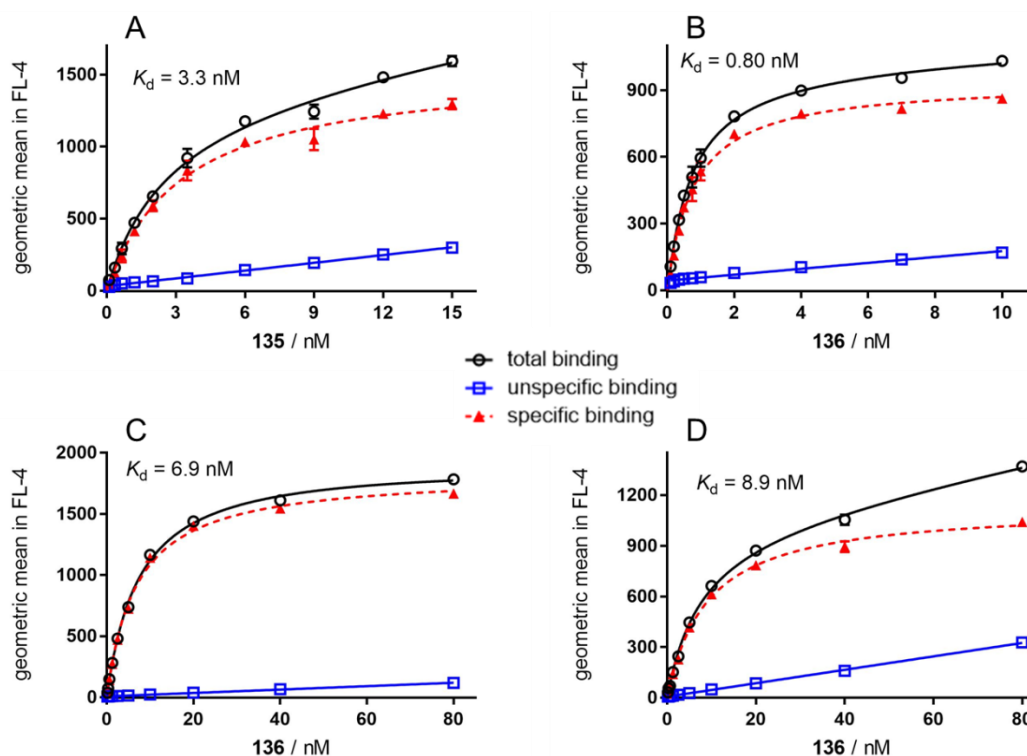 A
K_d = 3.3 nM
geometric mean in FL-4
1500
1000
500
0
0 3 6 9 12 15
135 / nM
B
K_d = 0.80 nM
geometric mean in FL-4
900
600
300
0
0 2 4 6 8 10
136 / nM
total binding
unspecific binding
specific binding
C
K_d = 6.9 nM
geometric mean in FL-4
2000
1500
1000
500
0
0 20 40 60 80
136 / nM
D
K_d = 8.9 nM
geometric mean in FL-4
1200
900
600
300
0
0 20 40 60 80
136 / nM